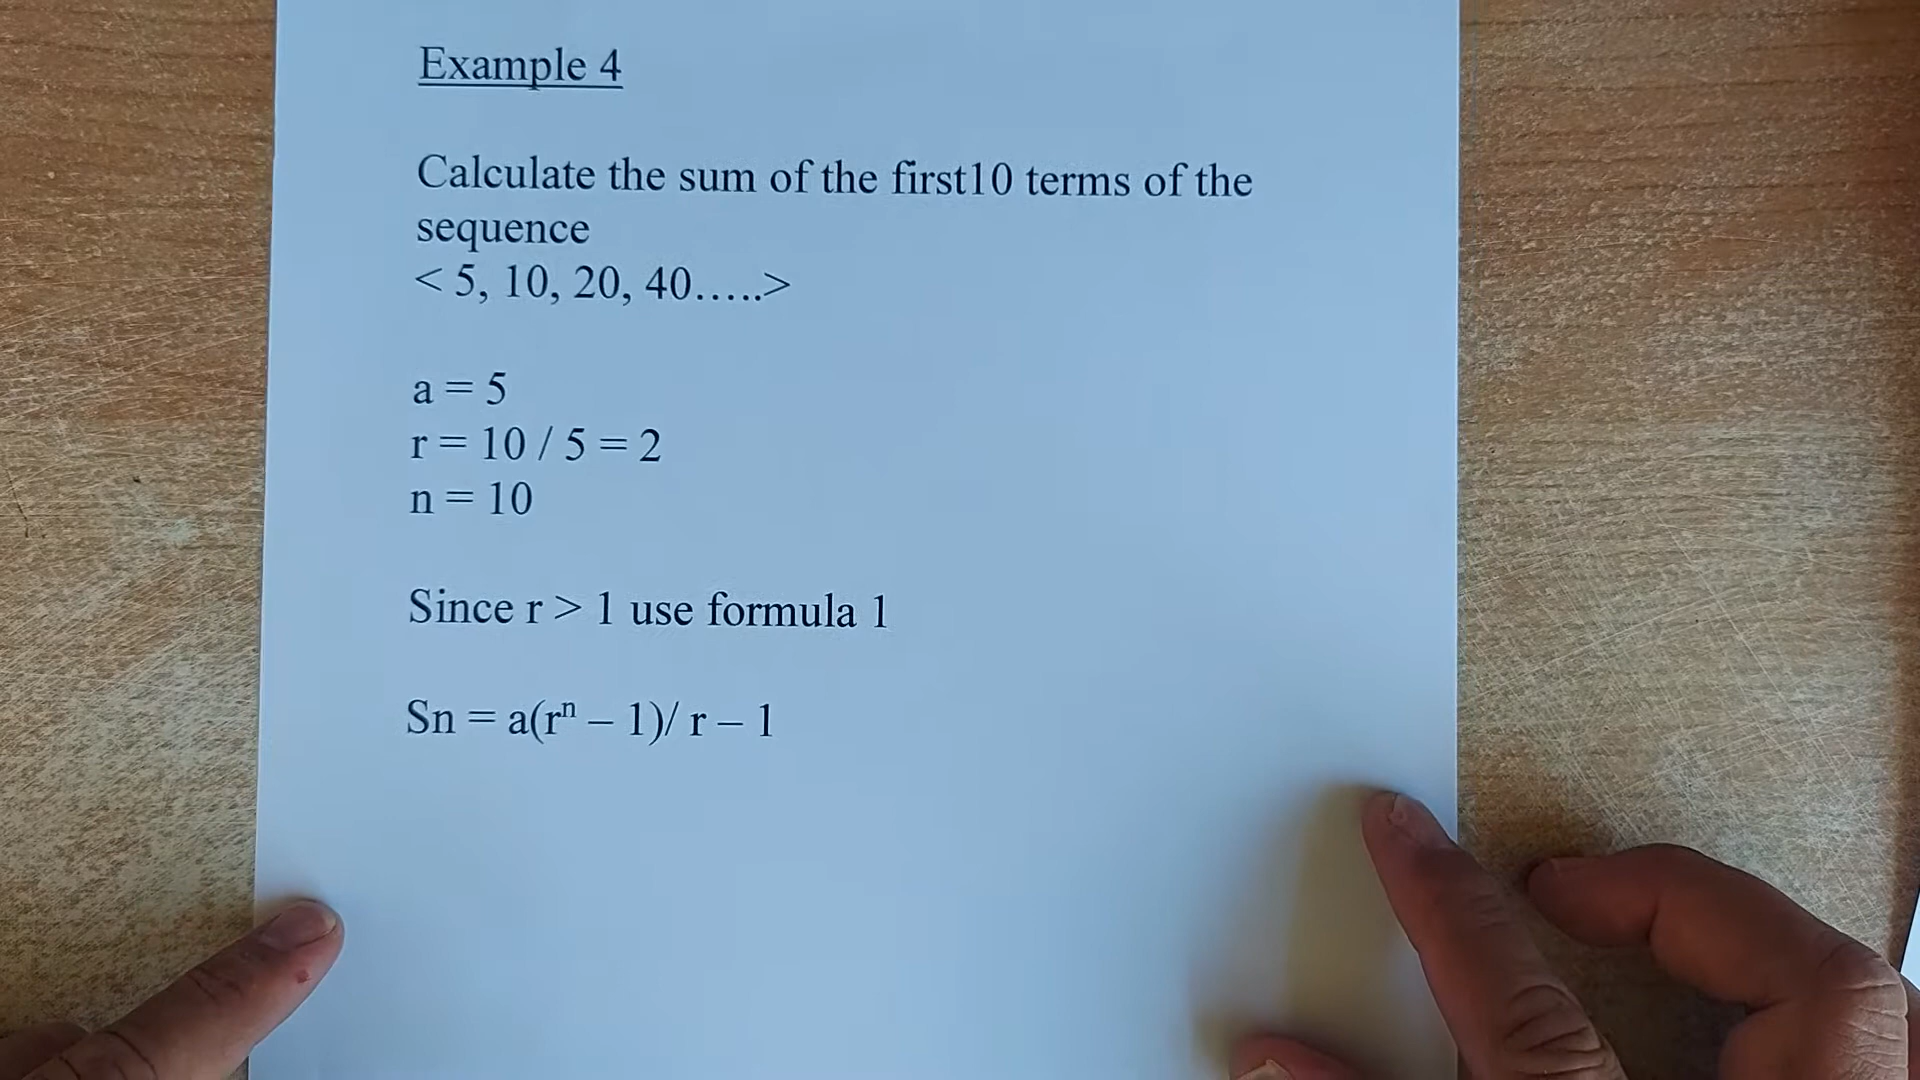 Example 4
Calculate the sum of the first10 terms of the
sequence
< 5, 10, 20, 40…..>
a = 5
r = 10 / 5 = 2
n = 10
Since r > 1 use formula 1
Sn = a(rⁿ – 1)/ r – 1